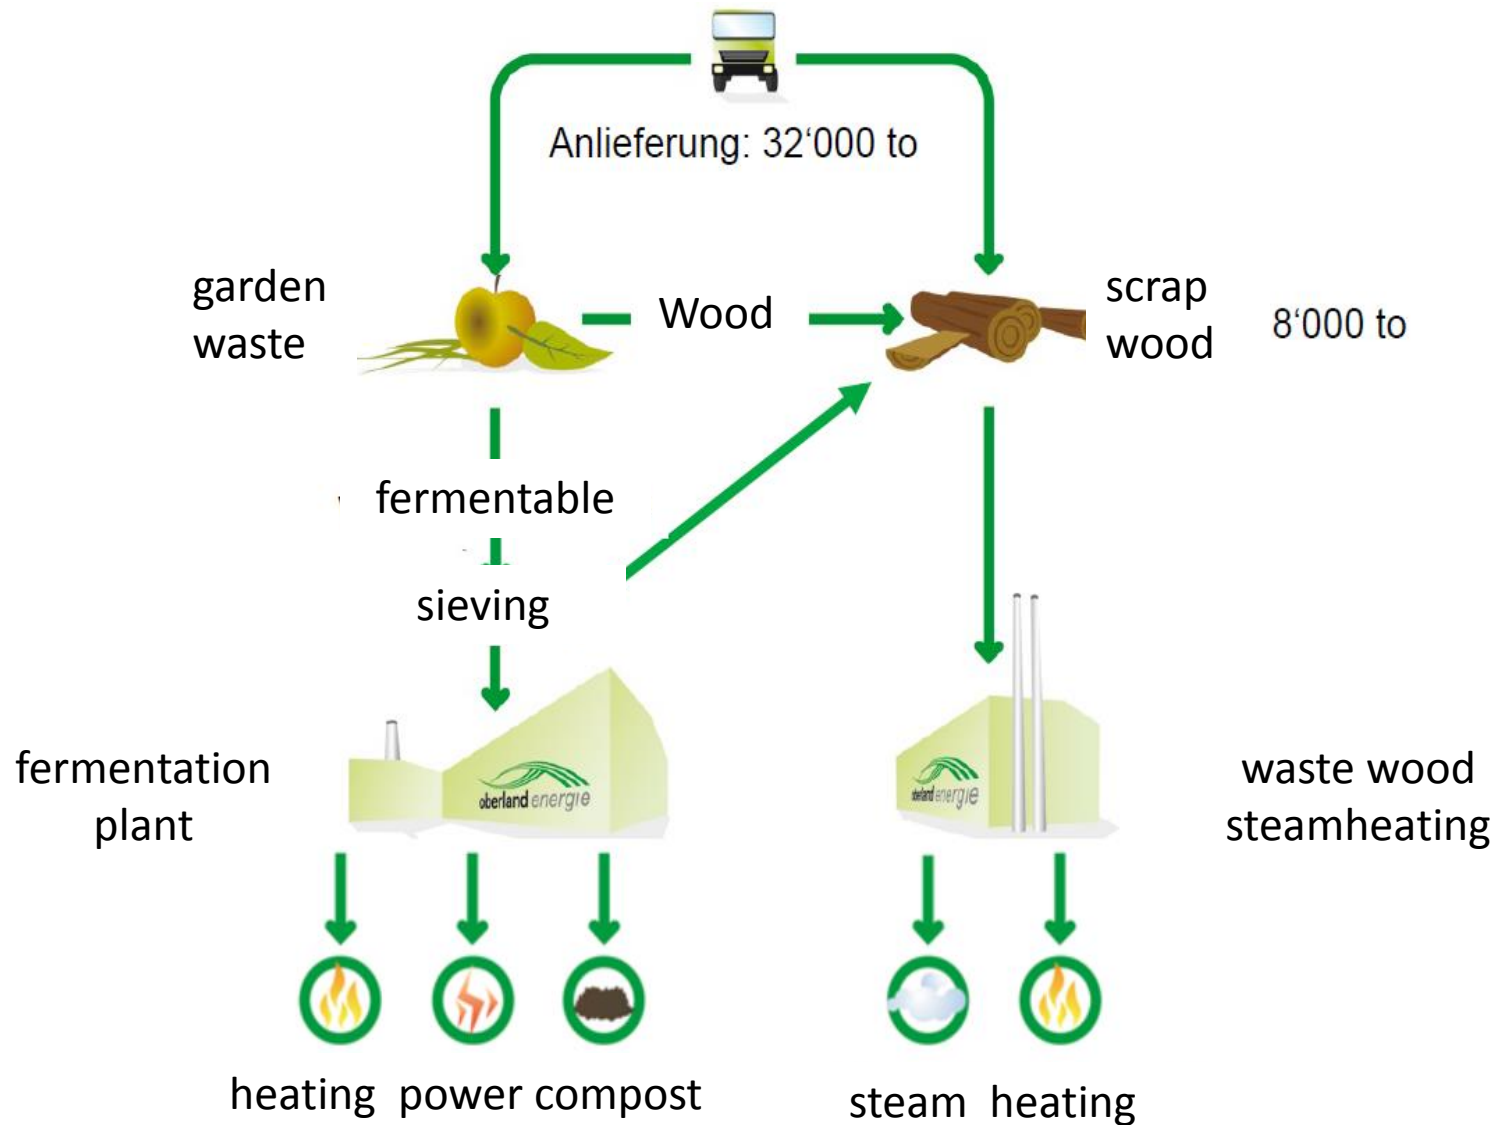 Anlieferung: 32‘000 to
garden
waste
Wood
scrap
wood
8‘000 to
fermentable
sieving
fermentation
plant
oberland energie
oberland energie
waste wood
steamheating
heating power compost
steam heating